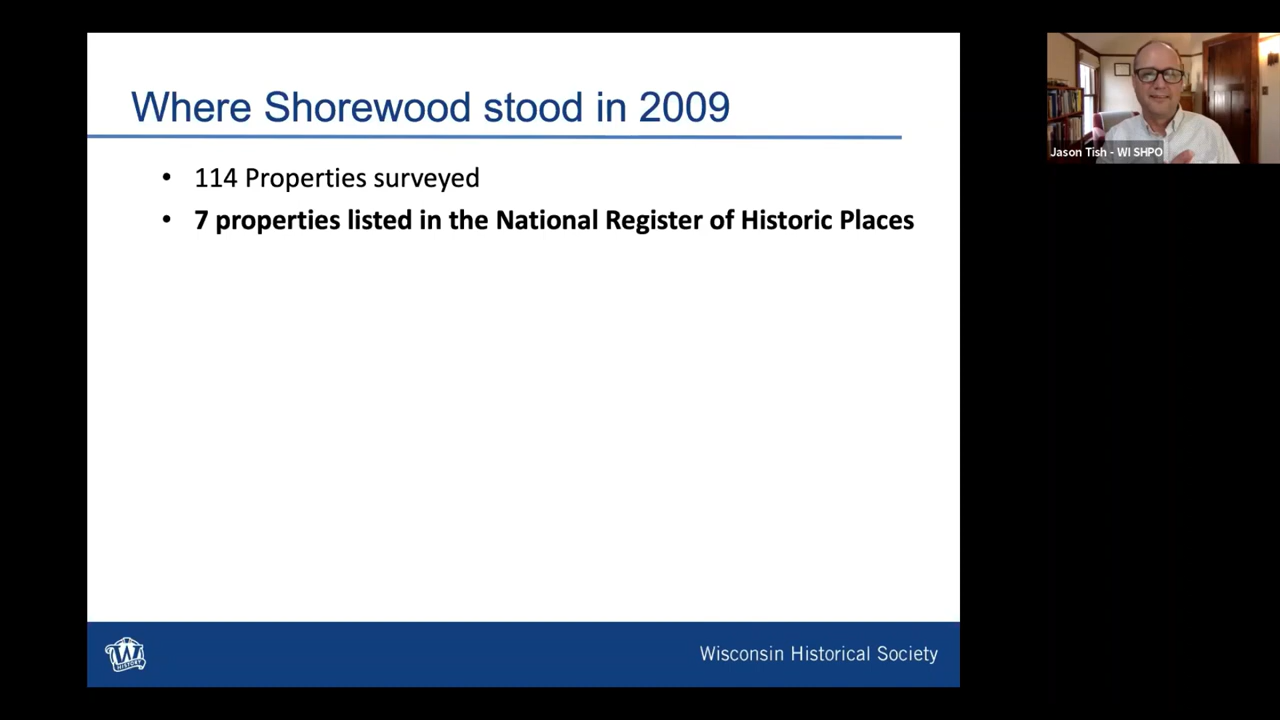 Where Shorewood stood in 2009
• 114 Properties surveyed
• 7 properties listed in the National Register of Historic Places
Jason Tish - WI SHPO
W
HISTORY
Wisconsin Historical Society